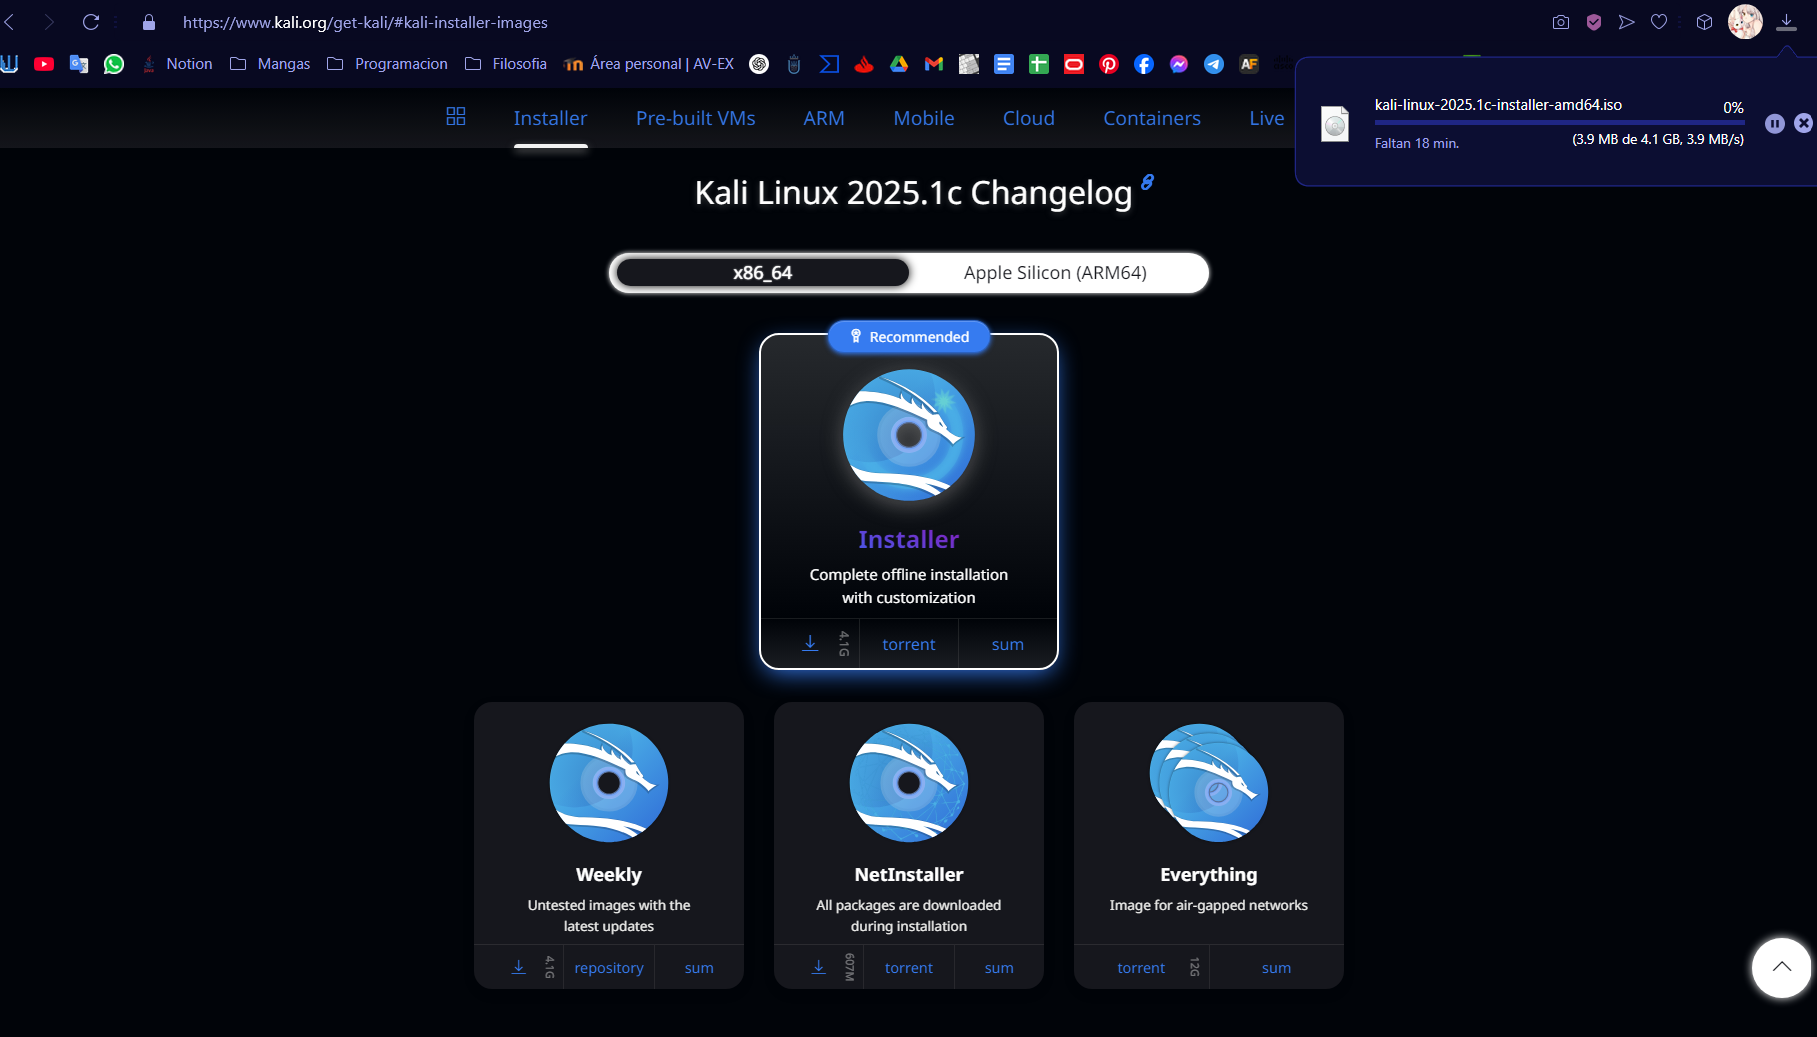 https://www.kali.org/get-kali/#kali-installer-images
Notion
Mangas
Programacion
Filosofia
Área personal | AV-EX
AF
kali-linux-2025.1c-installer-amd64.iso
0%
Faltan 18 min.
(3.9 MB de 4.1 GB, 3.9 MB/s)
Installer
Pre-built VMs
ARM
Mobile
Cloud
Containers
Live
Kali Linux 2025.1c Changelog
x86_64
Apple Silicon (ARM64)
Recommended
Installer
Complete offline installation
with customization
4.1G
torrent
sum
Weekly
Untested images with the
latest updates
4.1G
repository
sum
NetInstaller
All packages are downloaded
during installation
607M
torrent
sum
Everything
Image for air-gapped networks
torrent
12G
sum